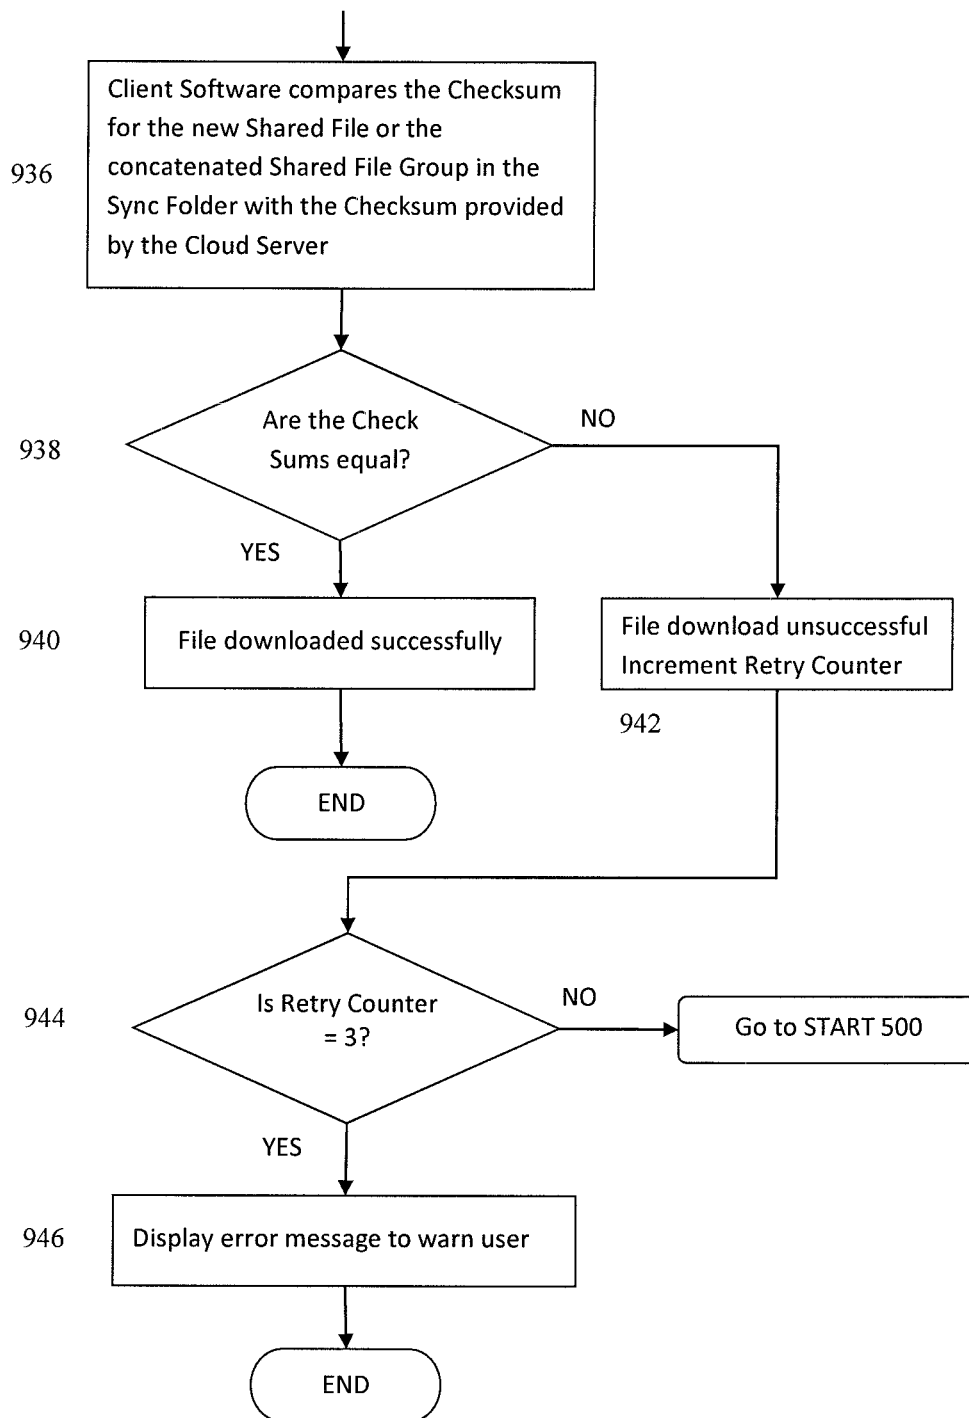 Client Software compares the Checksum
for the new Shared File or the
concatenated Shared File Group in the
Sync Folder with the Checksum provided
by the Cloud Server
936
Are the Check
Sums equal?
NO
938
YES
File downloaded successfully
940
File download unsuccessful
Increment Retry Counter
942
END
Is Retry Counter
= 3?
NO
944
Go to START 500
YES
Display error message to warn user
946
END